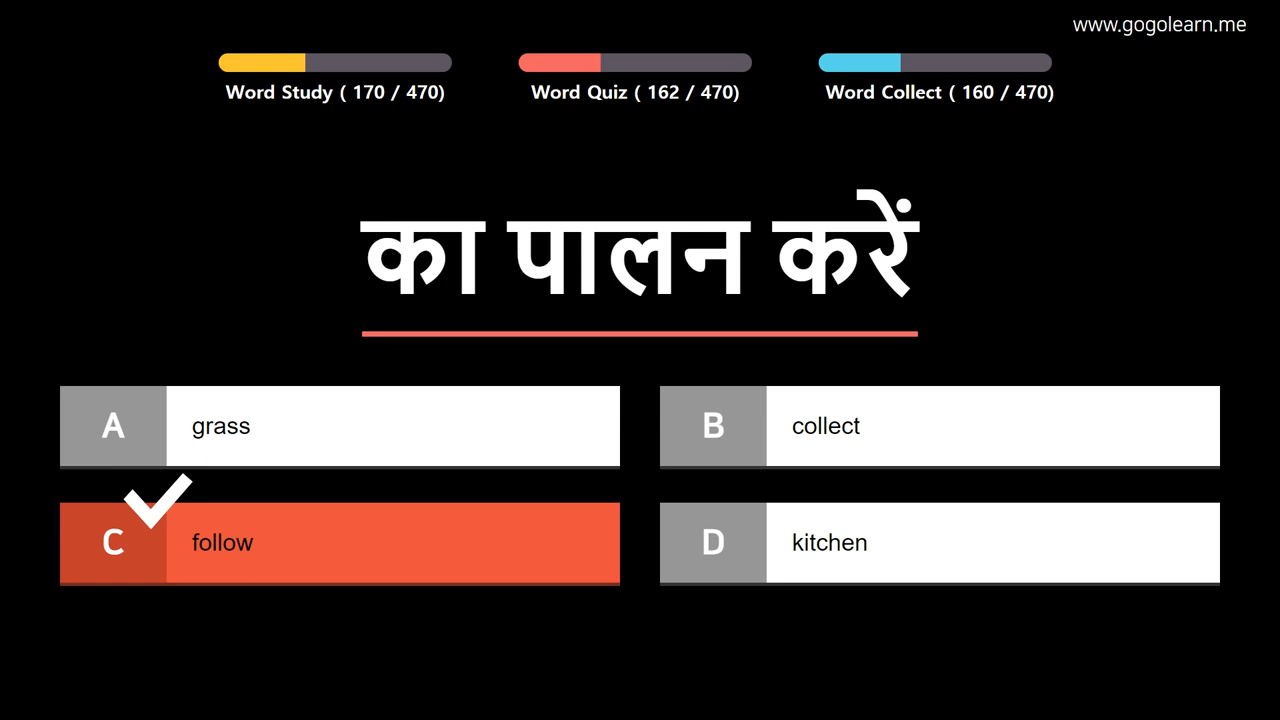 www.gogolearn.me
Word Study ( 170 / 470)
Word Quiz ( 162 / 470)
Word Collect ( 160 / 470)
का पालन करें
A grass
B collect
C follow
D kitchen